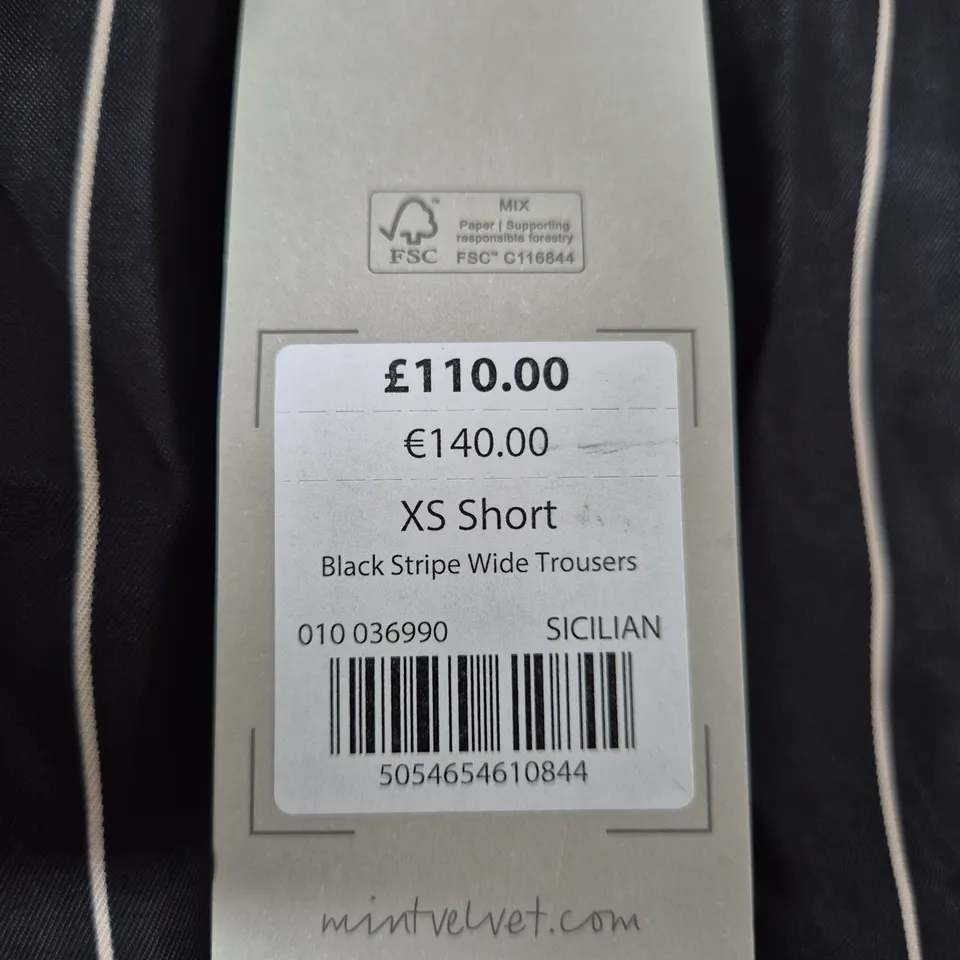 MIX
Paper | Supporting
responsible forestry
FSC™ C116844
FSC
£110.00
€140.00
XS Short
Black Stripe Wide Trousers
010 036990 SICILIAN
5054654610844
mintvelvet.com